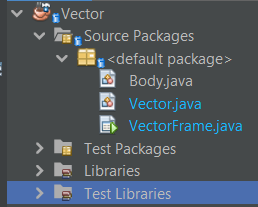 Vector
Source Packages
<default package>
Body.java
Vector.java
VectorFrame.java
Test Packages
Libraries
Test Libraries